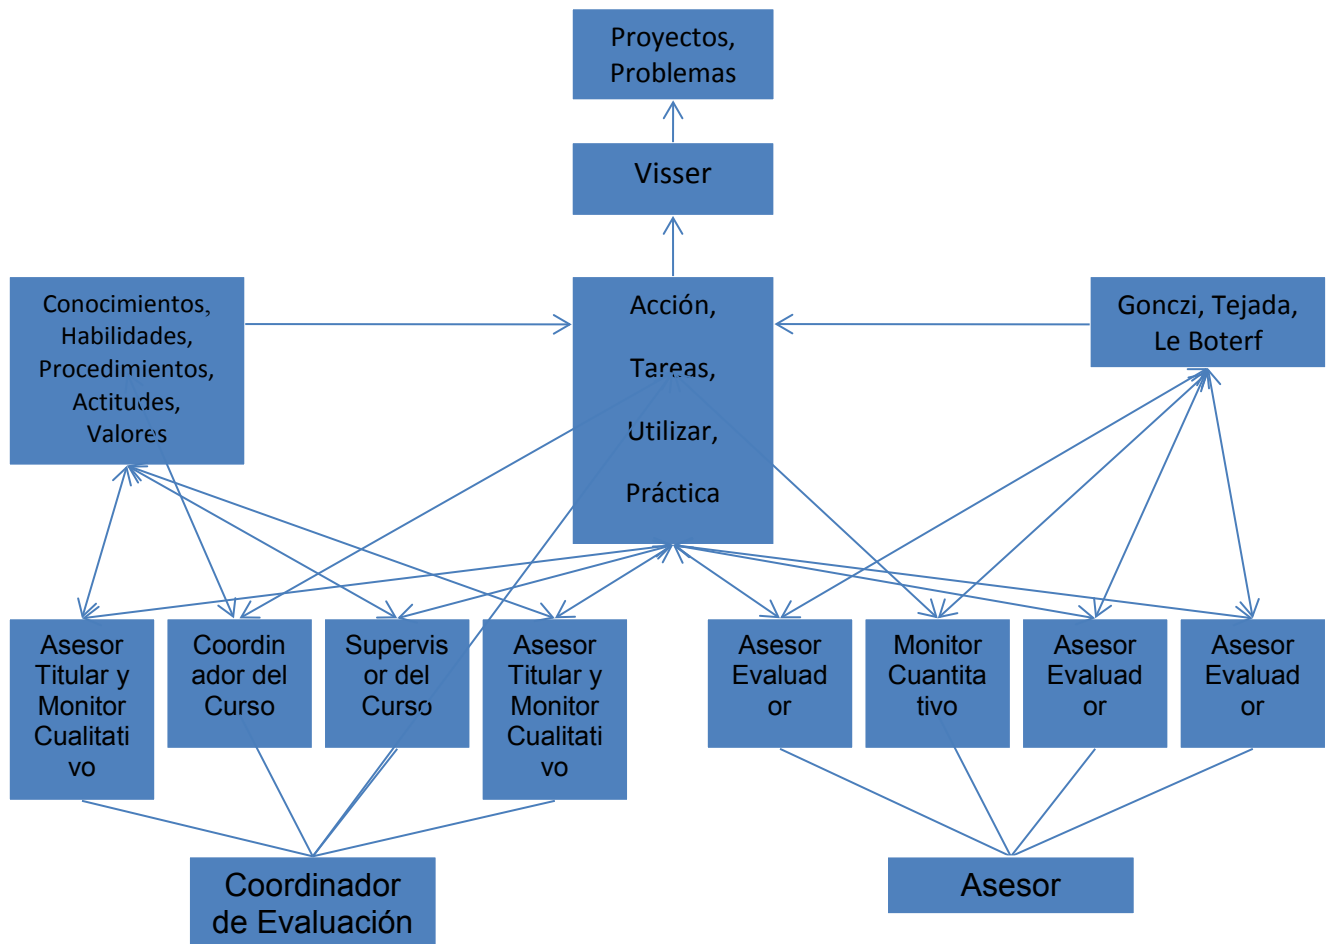 Proyectos,
Problemas
Visser
Conocimientos,
Habilidades,
Procedimientos,
Actitudes,
Valores
Acción,
Tareas,
Utilizar,
Práctica
Gonczi, Tejada,
Le Boterf
Asesor
Titular y
Monitor
Cualitati
vo
Coordin
ador del
Curso
Supervis
or del
Curso
Asesor
Titular y
Monitor
Cualitati
vo
Asesor
Evaluad
or
Monitor
Cuantita
tivo
Asesor
Evaluad
or
Asesor
Evaluad
or
Coordinador
de Evaluación
Asesor